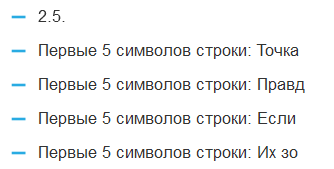 2.5.
Первые 5 символов строки: Точка
Первые 5 символов строки: Правд
Первые 5 символов строки: Если
Первые 5 символов строки: Их зо